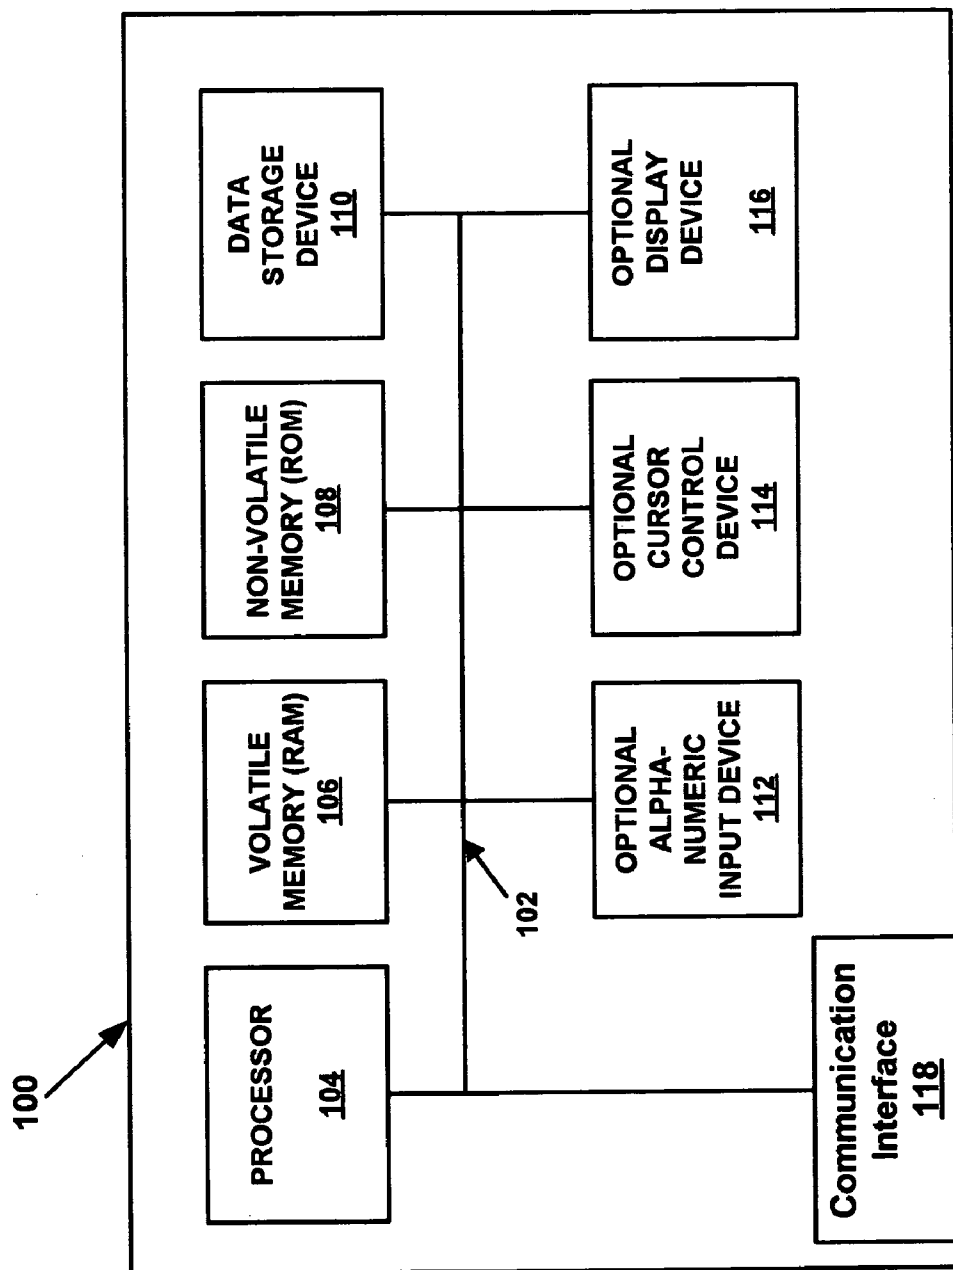 100
PROCESSOR
104
VOLATILE
MEMORY (RAM)
106
NON-VOLATILE
MEMORY (ROM)
108
DATA
STORAGE
DEVICE
110
102
Communication
Interface
118
OPTIONAL
ALPHA-
NUMERIC
INPUT DEVICE
112
OPTIONAL
CURSOR
CONTROL
DEVICE
114
OPTIONAL
DISPLAY
DEVICE
116